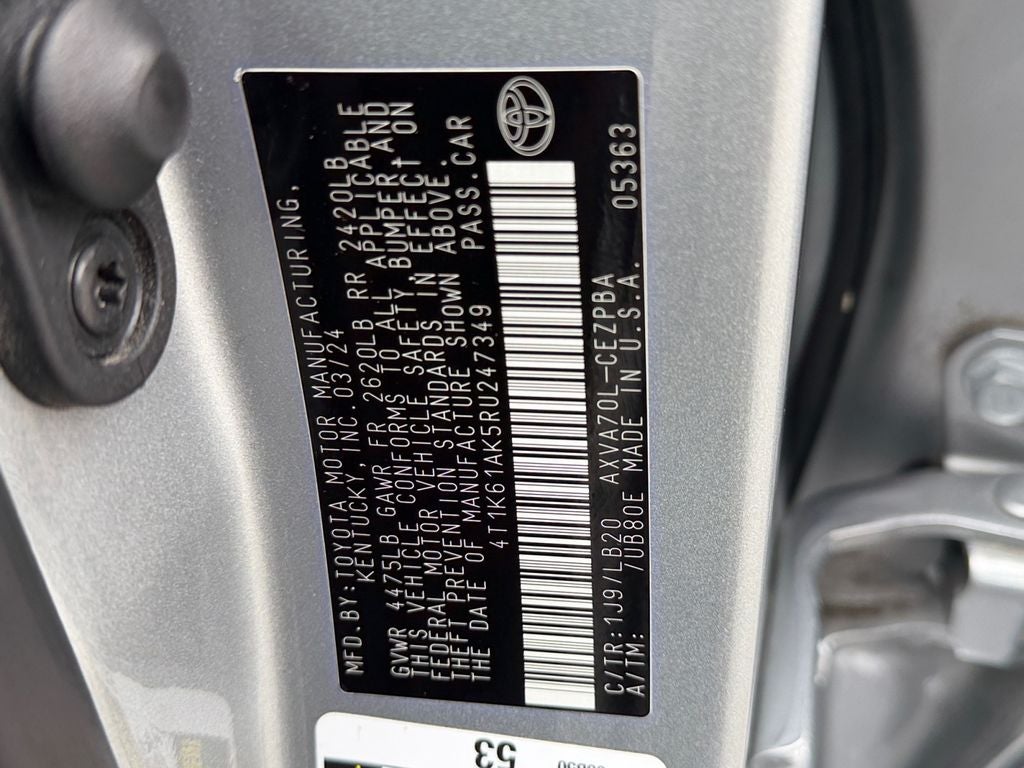 MFD.BY:TOYOTA MOTOR MANUFACTURING,
KENTUCKY, INC. 03/24
GVWR 4475LB GAWR FR 2620LB RR 2420LB
THIS VEHICLE CONFORMS TO ALL APPLICABLE
FEDERAL MOTOR VEHICLE SAFETY,BUMPER,AND
THEFT PREVENTION STANDARDS IN EFFECT ON
THE DATE OF MANUFACTURE SHOWN ABOVE.
4T1K61AK5RU247349 PASS.CAR
C/TR:1J9/LB20 AXVA70L-CEZPBA 05363
A/TM: /UB80E MADE IN U.S.A.
53